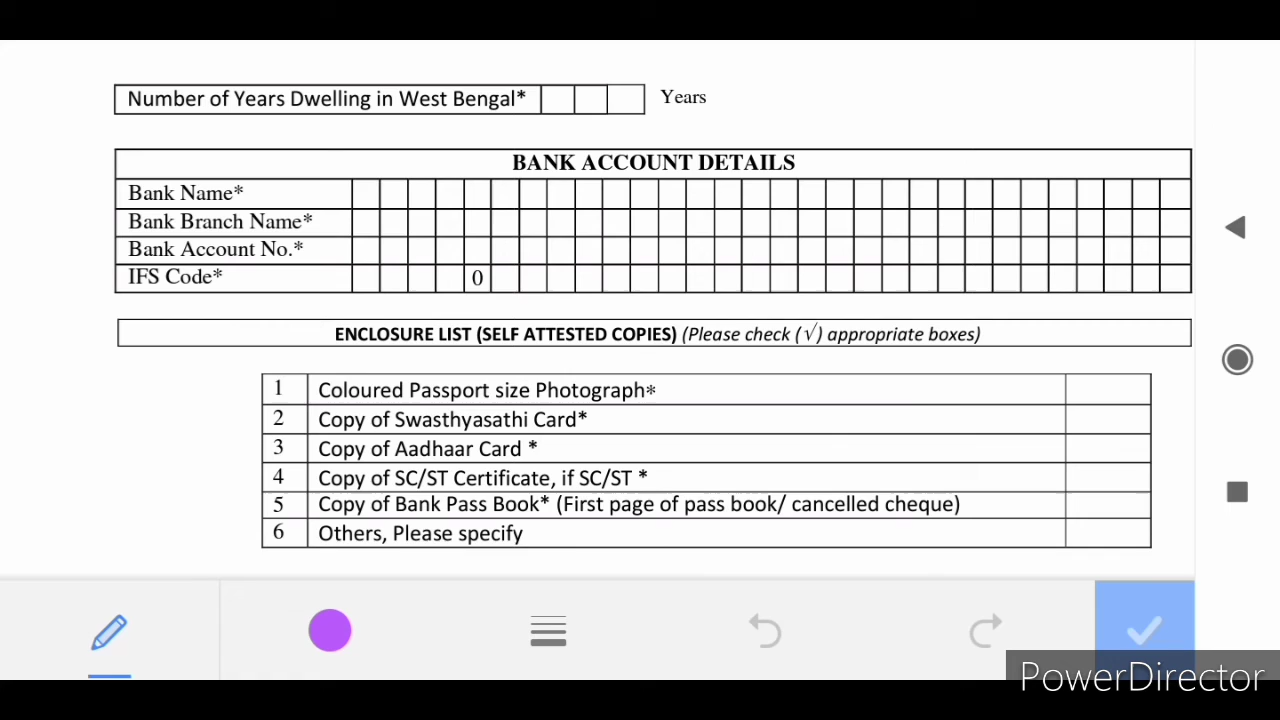 Number of Years Dwelling in West Bengal* Years
BANK ACCOUNT DETAILS
Bank Name*
Bank Branch Name*
Bank Account No.*
IFS Code* 0
ENCLOSURE LIST (SELF ATTESTED COPIES) (Please check (√) appropriate boxes)
1 Coloured Passport size Photograph*
2 Copy of Swasthyasathi Card*
3 Copy of Aadhaar Card *
4 Copy of SC/ST Certificate, if SC/ST *
5 Copy of Bank Pass Book* (First page of pass book/ cancelled cheque)
6 Others, Please specify
PowerDirector